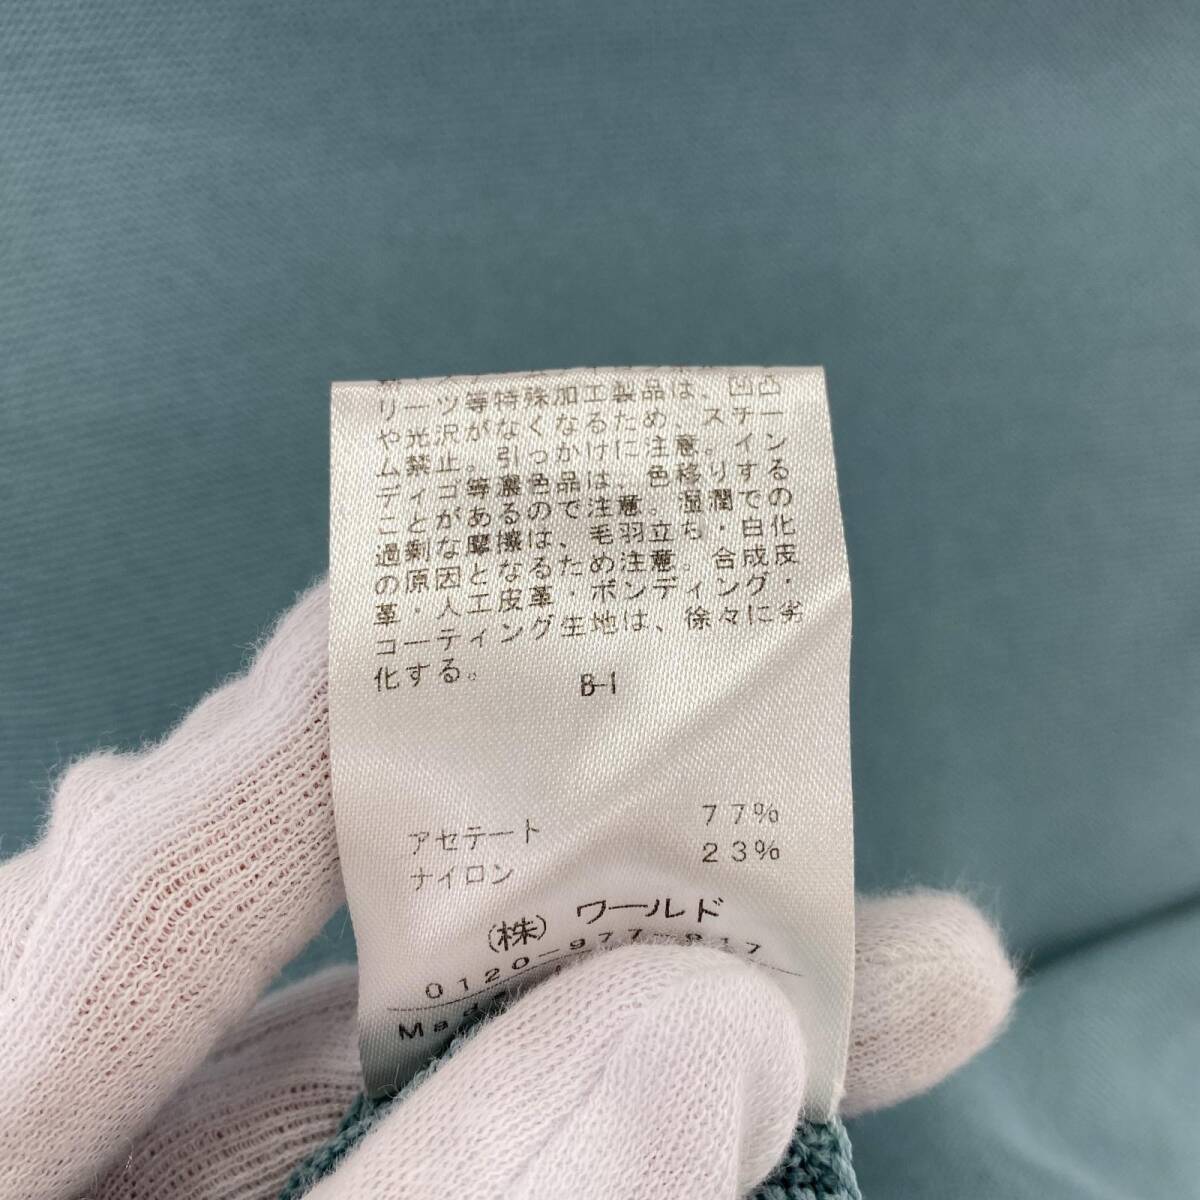 リーツ等特殊加工製品は、凹凸
や光沢がなくなるため、スチー
ム禁止。引っかけに注意。イン
ディゴ等濃色品は、色移りする
ことがあるので注意。湿潤での
過剰な摩擦は、毛羽立ち・白化
の原因となるため注意。合成皮
革・人工皮革・ボンディング・
コーティング生地は、徐々に劣
化する。
B-1
アセテート 77%
ナイロン 23%
(株) ワールド
0120-977-917
Made